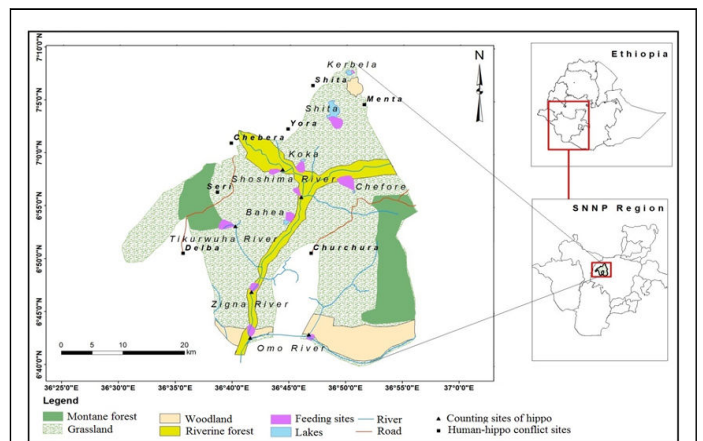 Ethiopia
SNNP Region
N
7°10'0"N
7°5'0"N
7°0'0"N
6°55'0"N
6°50'0"N
6°45'0"N
6°40'0"N
Kerbela
Shita
Menta
Shita
Yora
Chebera
Koka
Shoshima River
Chefore
Seri
Bahea
Tikurwuha River
Delba
Churchura
Zigna River
Omo River
0 5 10 20
km
36°25'0"E 36°30'0"E 36°35'0"E 36°40'0"E 36°45'0"E 36°50'0"E 36°55'0"E 37°0'0"E
Legend
Montane forest
Grassland
Woodland
Riverine forest
Feeding sites
Lakes
River
Road
Counting sites of hippo
Human-hippo conflict sites